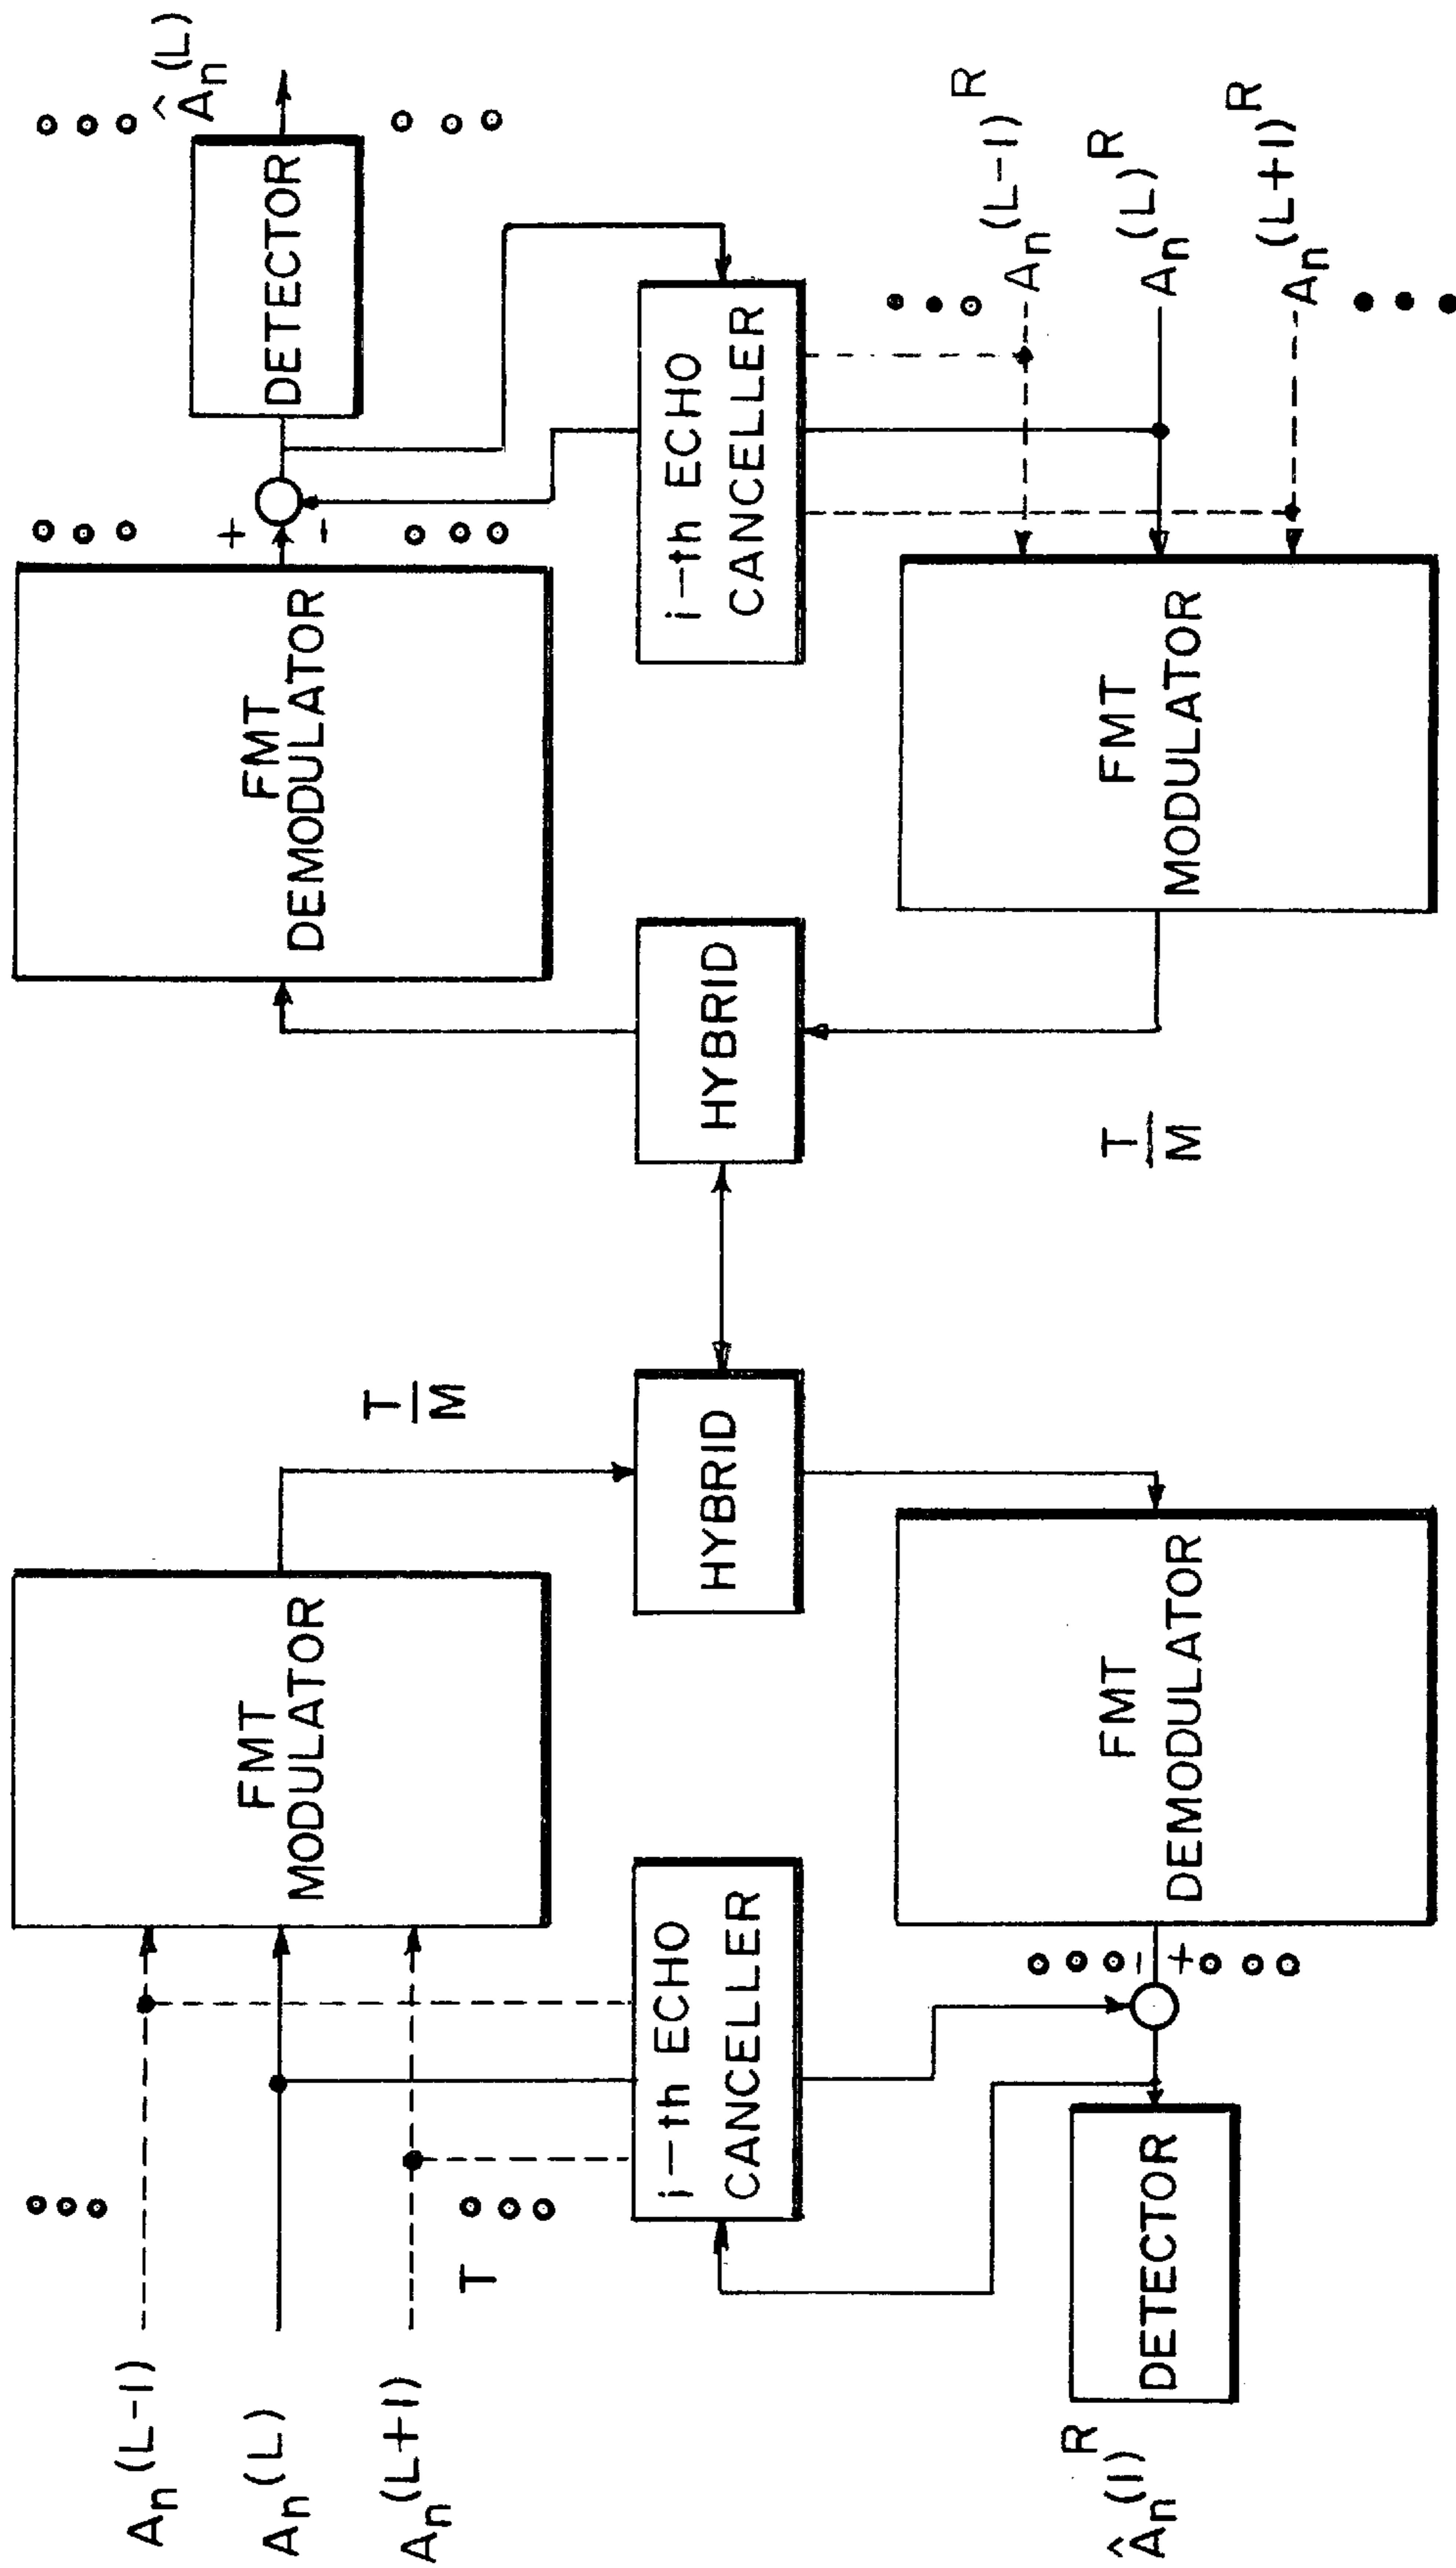 A_n^(L-1)
A_n^(L)
A_n^(L+1)
T
FMT
MODULATOR
T/M
i-th ECHO
CANCELLER
HYBRID
FMT
DEMODULATOR
- +
DETECTOR
Â_n^(1)R
HYBRID
FMT
DEMODULATOR
+
-
DETECTOR
Â_n^(L)
i-th ECHO
CANCELLER
A_n^(L-1)R
A_n^(L)R
A_n^(L+1)R
FMT
MODULATOR
T/M